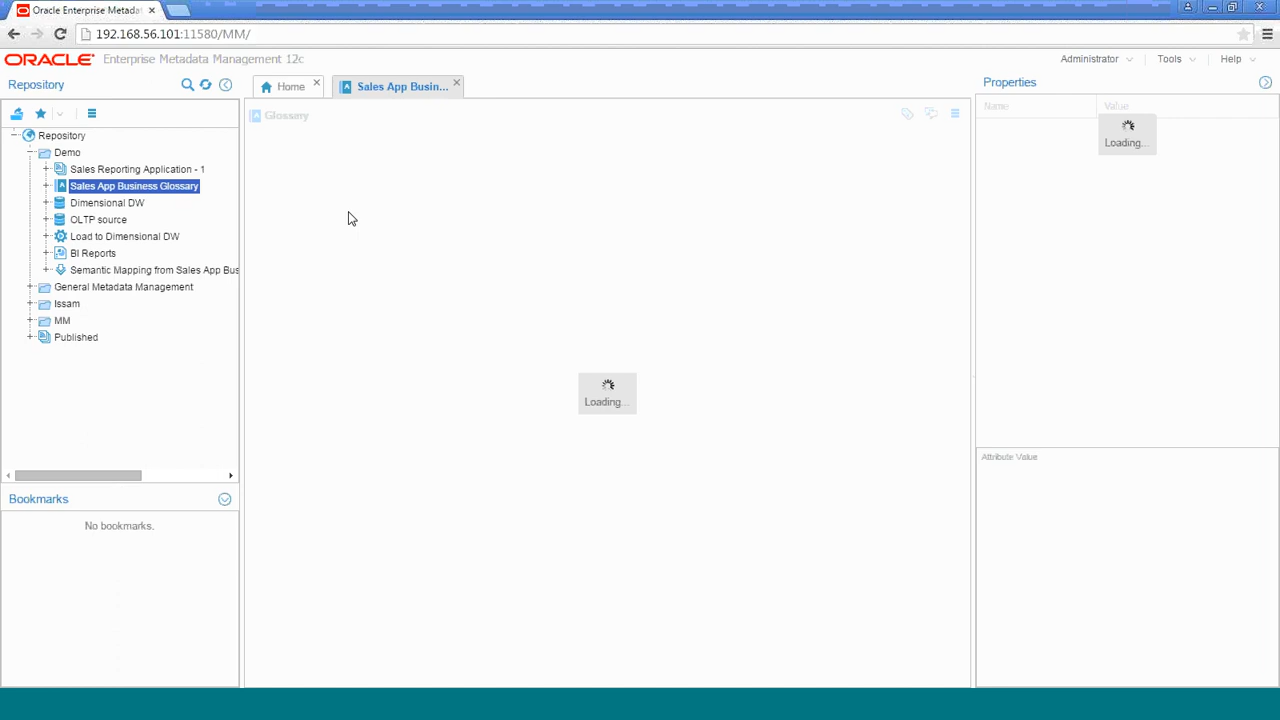 Oracle Enterprise Metada
192.168.56.101:11580/MM/
ORACLE Enterprise Metadata Management 12c
Administrator Tools Help
Repository
Home
Sales App Busin...
Properties
Glossary
Name Value
Loading...
Repository
Demo
Sales Reporting Application - 1
Sales App Business Glossary
Dimensional DW
OLTP source
Load to Dimensional DW
BI Reports
Semantic Mapping from Sales App Bus
General Metadata Management
Issam
MM
Published
Loading...
Attribute Value
Bookmarks
No bookmarks.